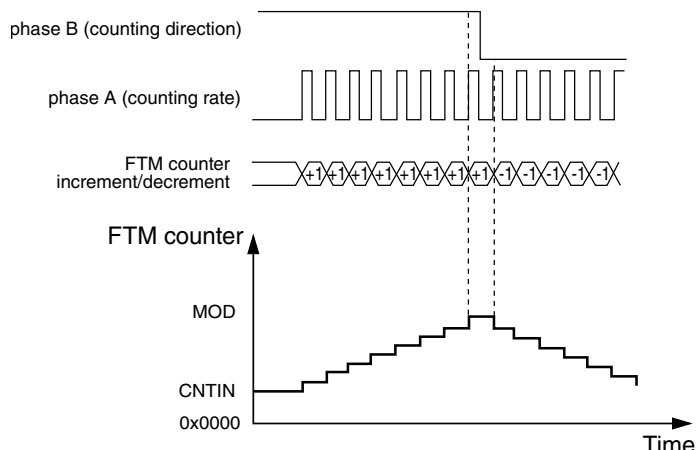 phase B (counting direction)
phase A (counting rate)
FTM counter
increment/decrement
+1 +1 +1 +1 +1 +1 +1 +1 -1 -1 -1 -1 -1
FTM counter
MOD
CNTIN
0x0000
Time